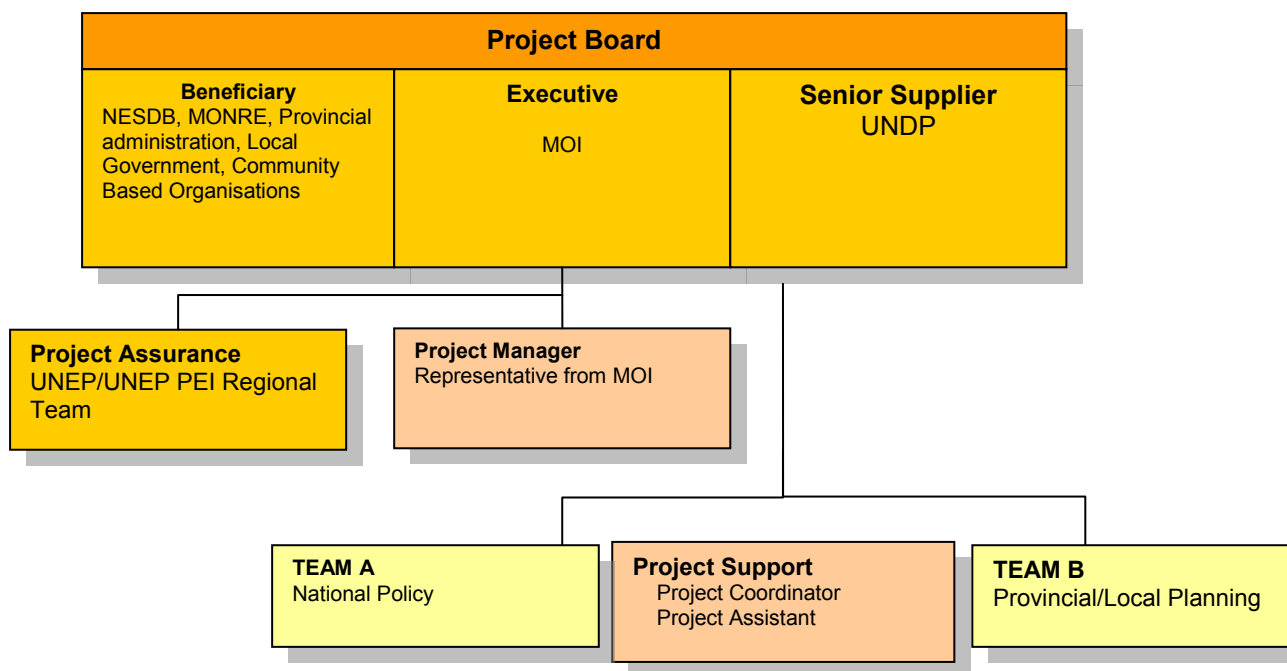 Project Board
Beneficiary
NESDB, MONRE, Provincial
administration, Local
Government, Community
Based Organisations
Executive
MOI
Senior Supplier
UNDP
Project Assurance
UNEP/UNEP PEI Regional
Team
Project Manager
Representative from MOI
TEAM A
National Policy
Project Support
Project Coordinator
Project Assistant
TEAM B
Provincial/Local Planning